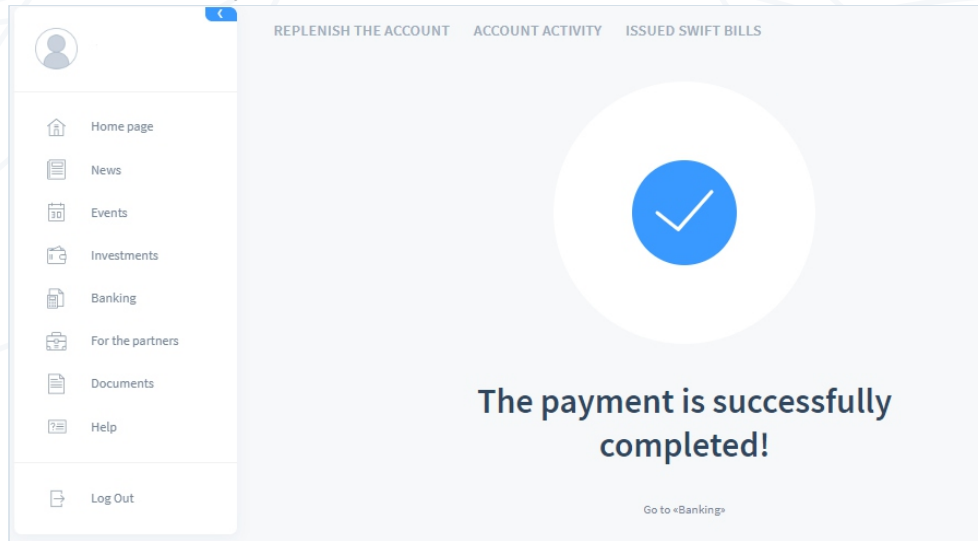 REPLENISH THE ACCOUNT ACCOUNT ACTIVITY ISSUED SWIFT BILLS
Home page
News
30
Events
Investments
Banking
For the partners
Documents
Help
Log Out
The payment is successfully
completed!
Go to «Banking»